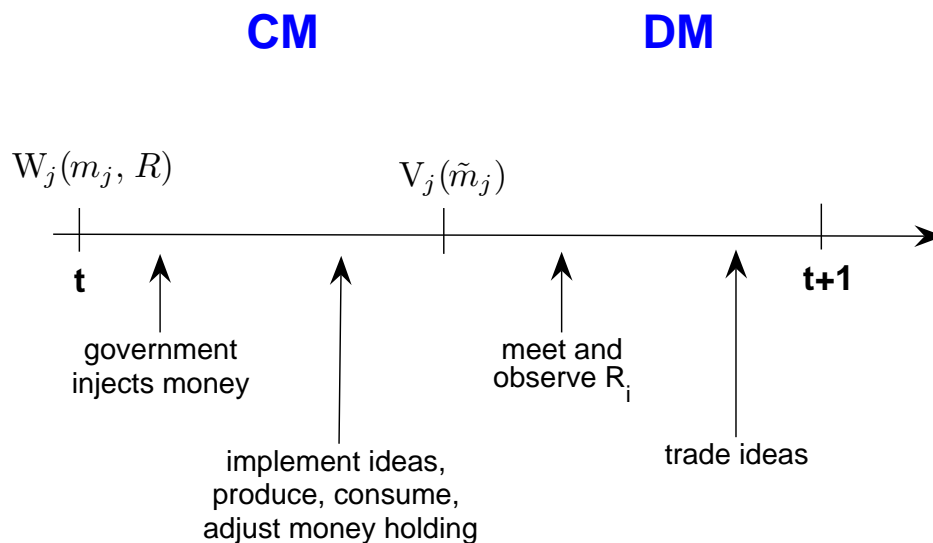 CM DM
W_j(m_j, R) V_j(m̃_j)
t t+1
government
injects money
meet and
observe R_i
implement ideas,
produce, consume,
adjust money holding
trade ideas